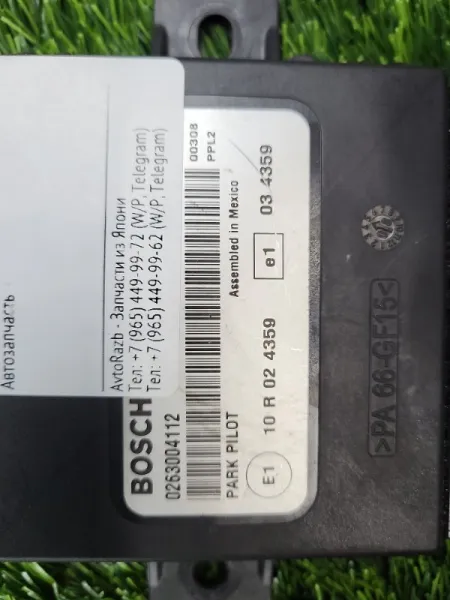 Автозапчасть
AvtoRazb - Запчасти из Япони
Тел: +7 (965) 449-99-72 (W/P, Telegram)
Тел: +7 (965) 449-99-62 (W/P, Telegram)
BOSCH
0263004112
00308
PPL2
PARK PILOT
Assembled in Mexico
E1 10 R 02 4359 e1 03 4359
>PA 66-GF15<